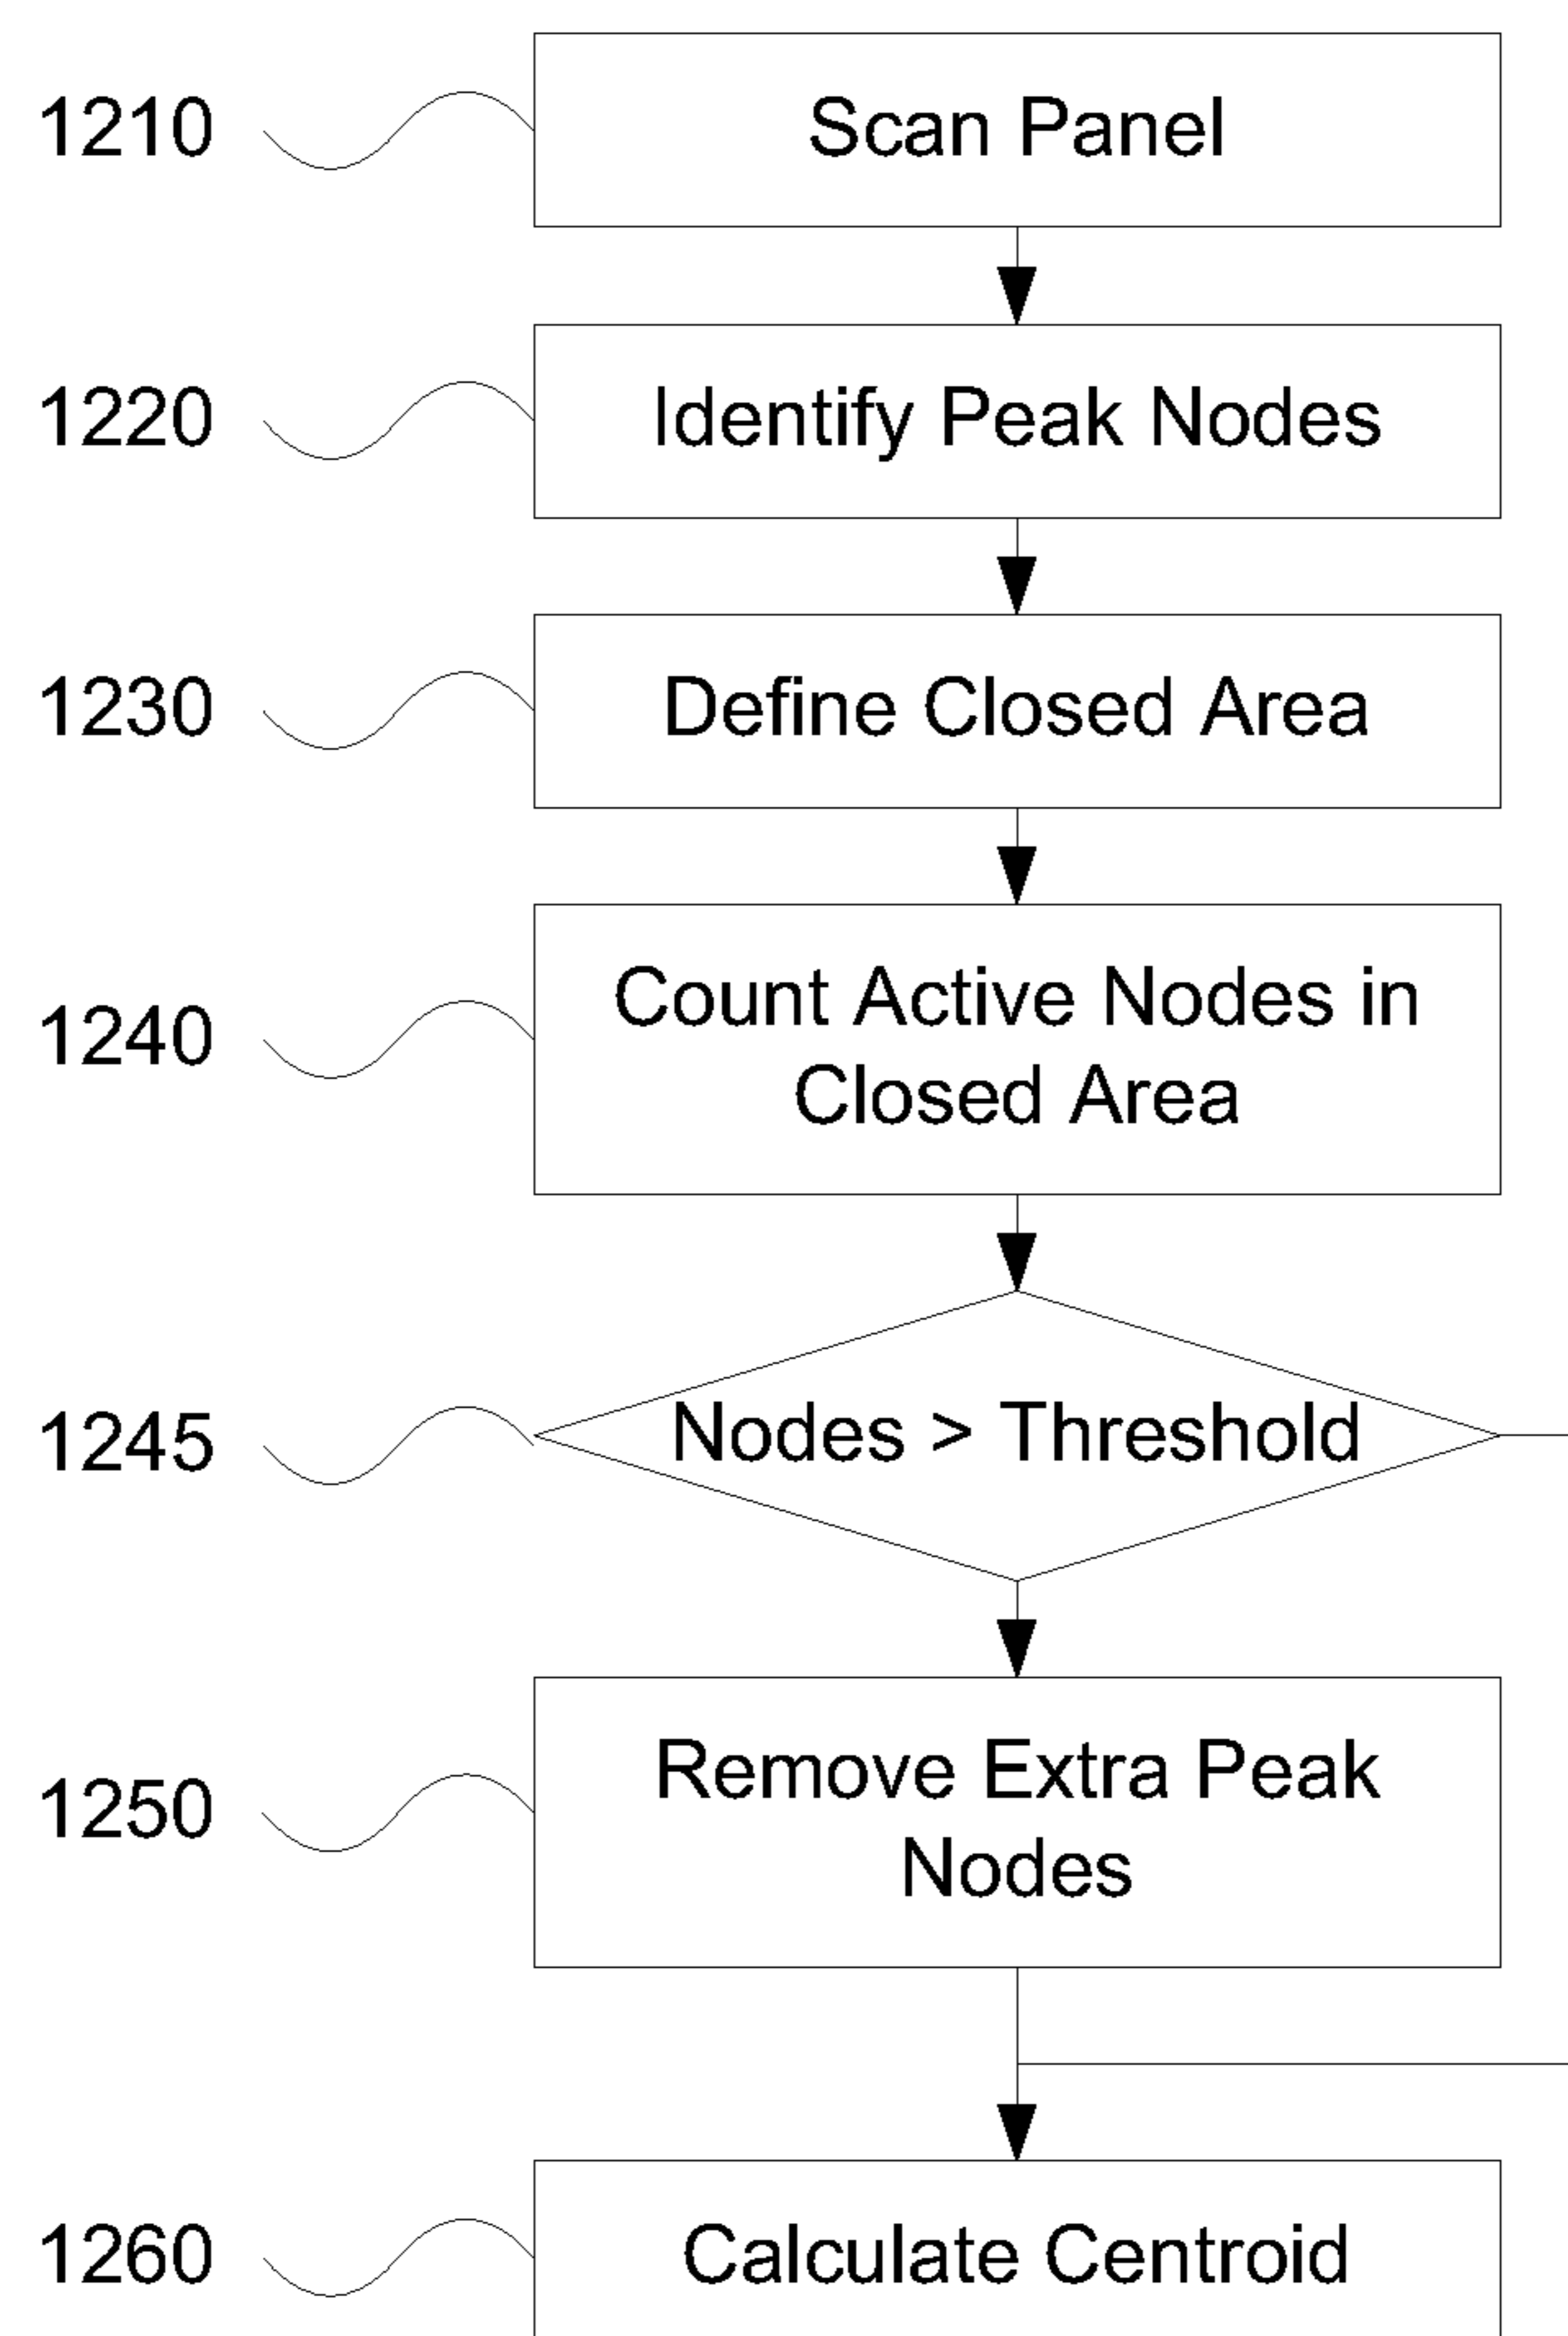 1210
Scan Panel
1220
Identify Peak Nodes
1230
Define Closed Area
1240
Count Active Nodes in
Closed Area
1245
Nodes > Threshold
1250
Remove Extra Peak
Nodes
1260
Calculate Centroid